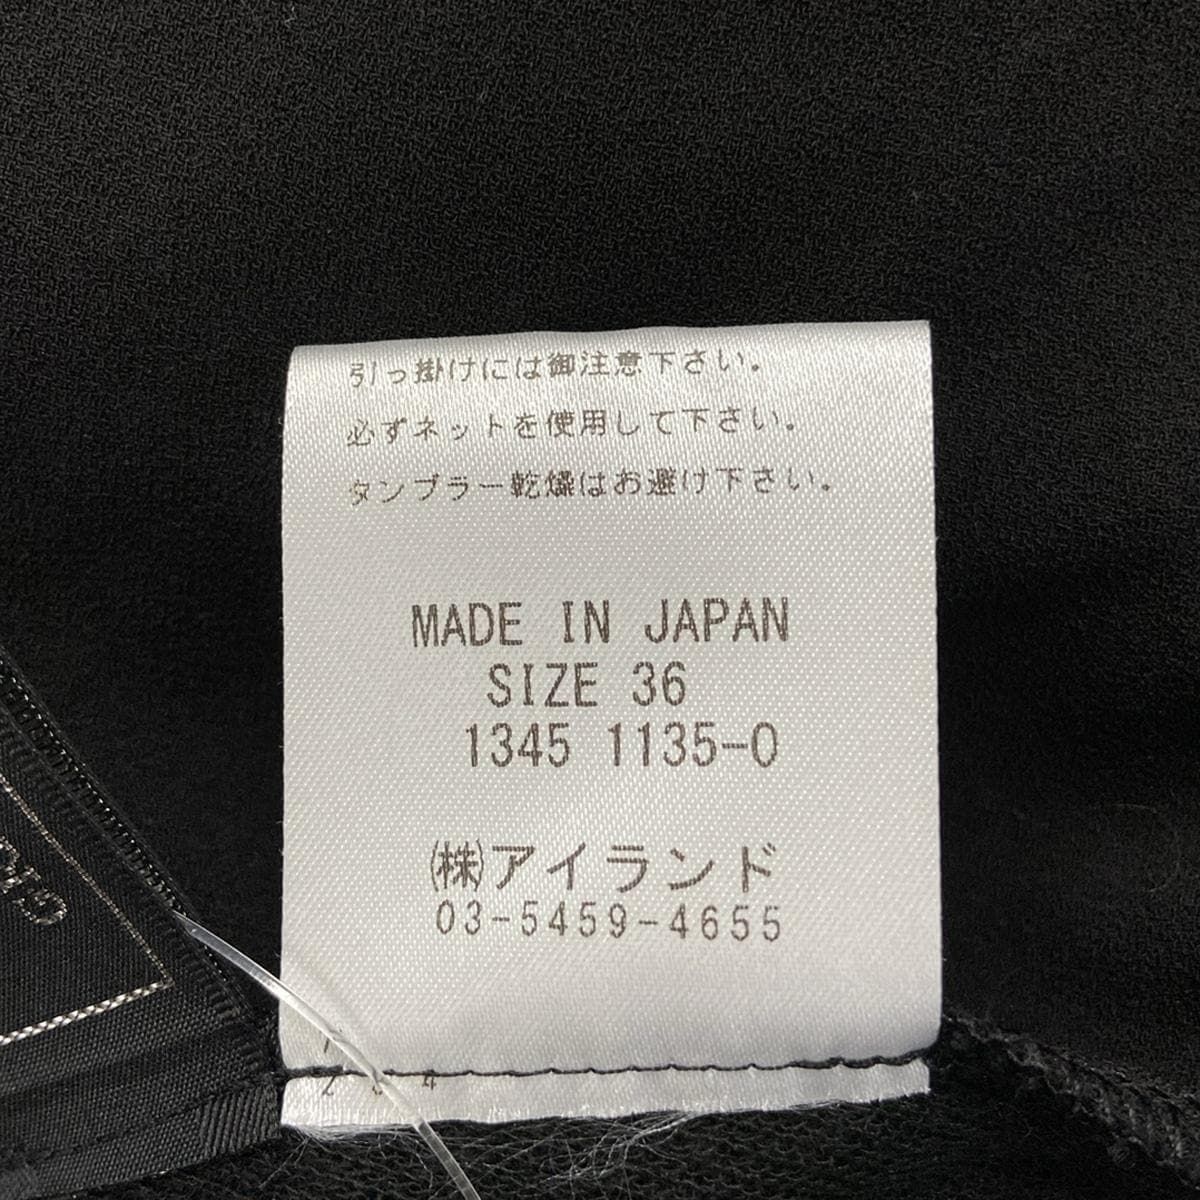 引っ掛けには御注意下さい。
必ずネットを使用して下さい。
タンブラー乾燥はお避け下さい。
MADE IN JAPAN
SIZE 36
1345 1135-0
(株)アイランド
03-5459-4655